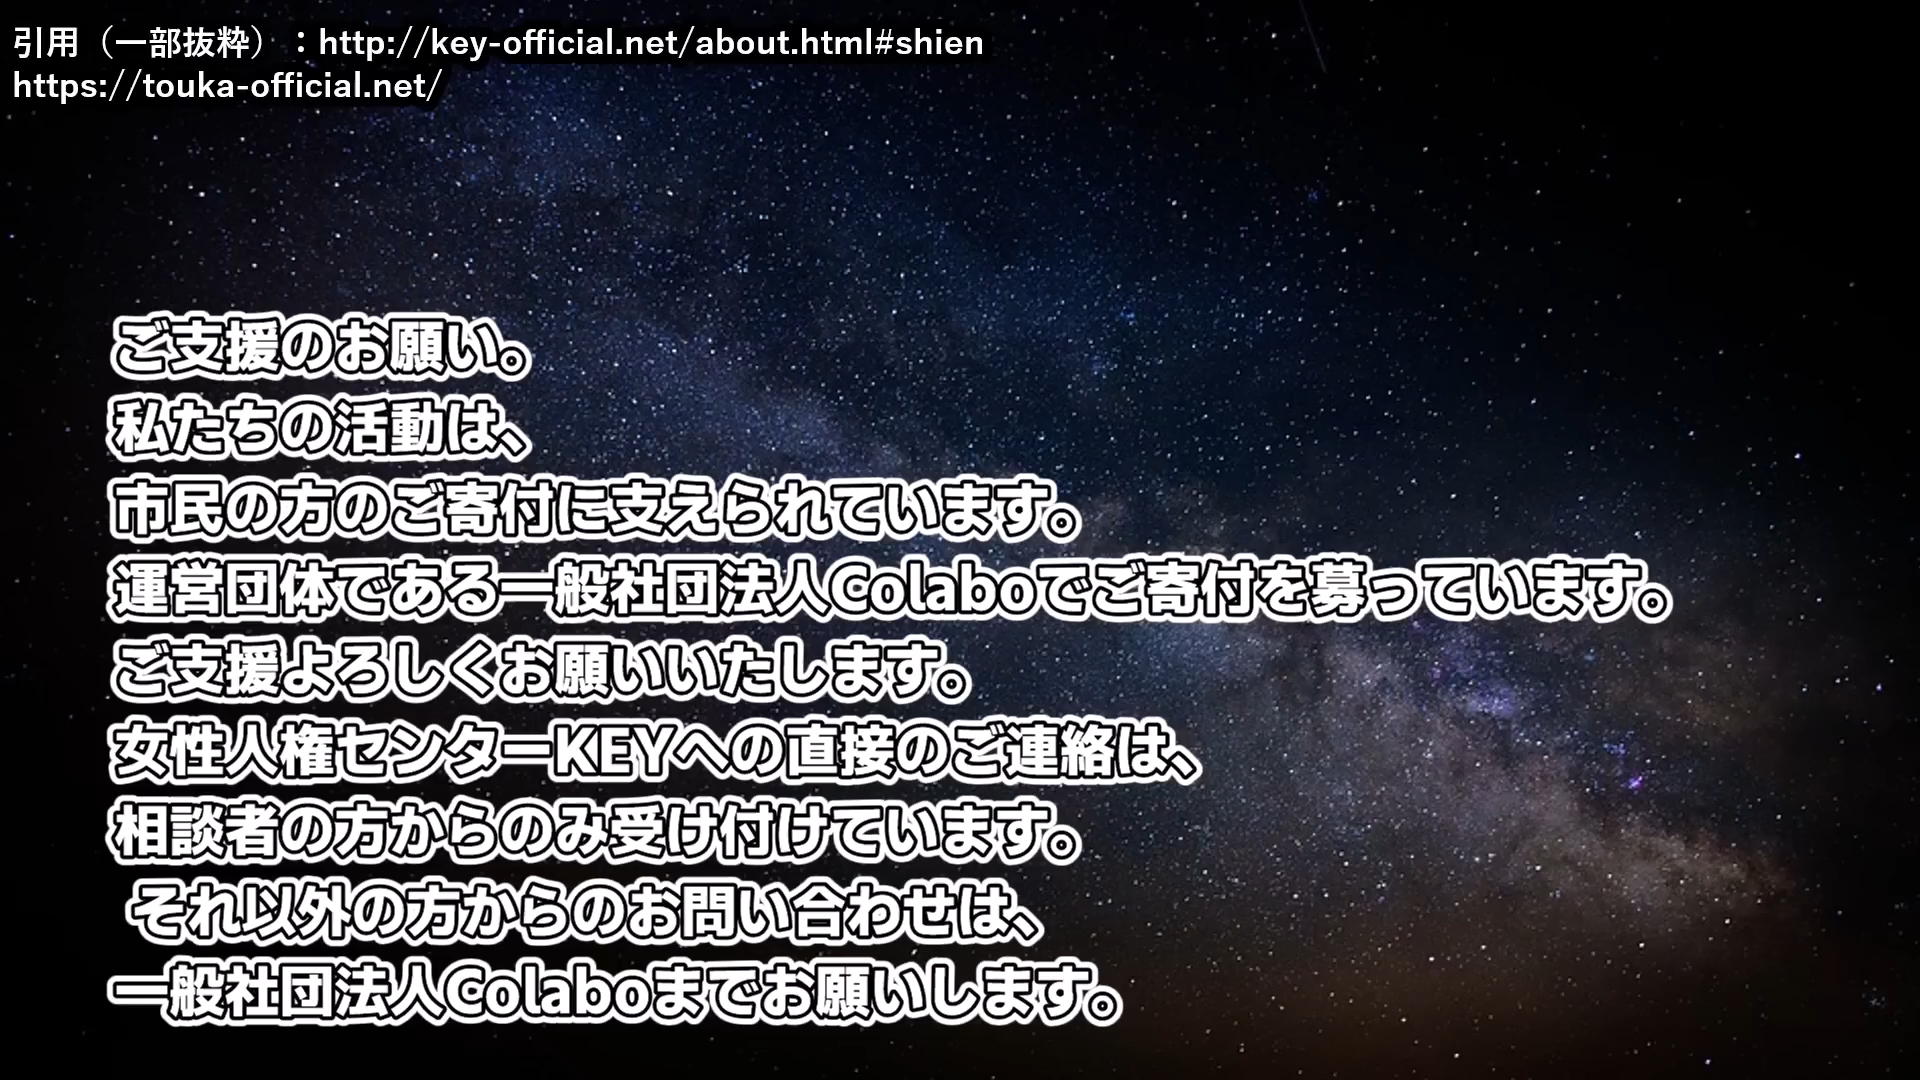 引用（一部抜粋）：http://key-official.net/about.html#shien
https://touka-official.net/
ご支援のお願い。
私たちの活動は、
市民の方のご寄付に支えられています。
運営団体である一般社団法人Colaboでご寄付を募っています。
ご支援よろしくお願いいたします。
女性人権センターKEYへの直接のご連絡は、
相談者の方からのみ受け付けています。
それ以外の方からのお問い合わせは、
一般社団法人Colaboまでお願いします。